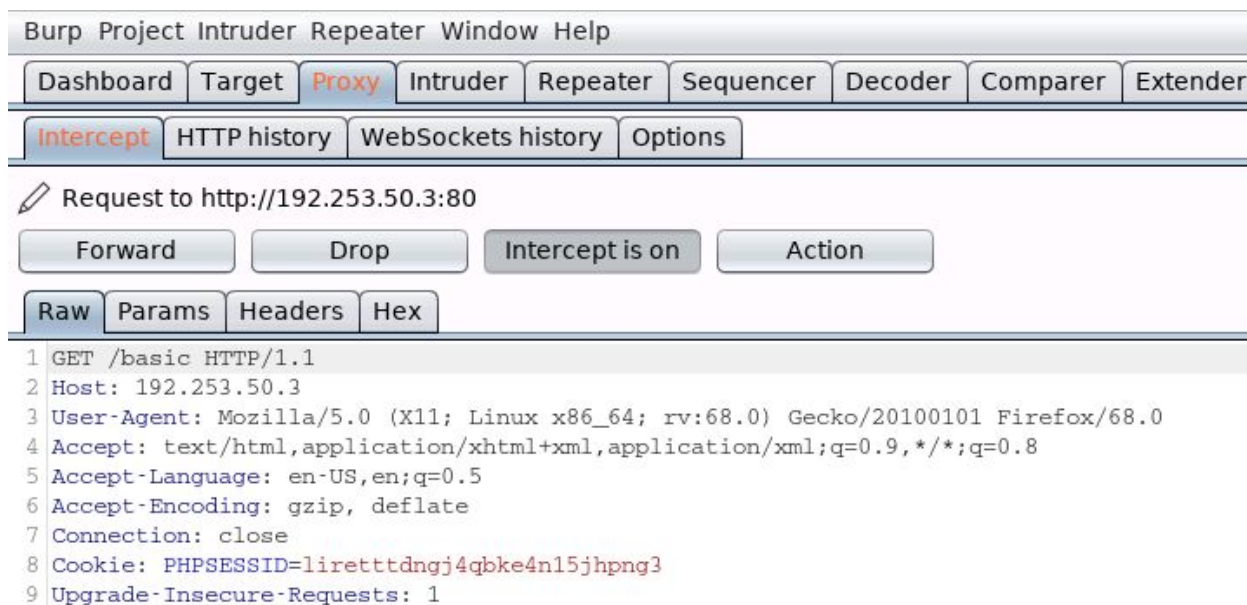 Burp Project Intruder Repeater Window Help
Dashboard Target Proxy Intruder Repeater Sequencer Decoder Comparer Extender
Intercept HTTP history WebSockets history Options
Request to http://192.253.50.3:80
Forward Drop Intercept is on Action
Raw Params Headers Hex
1 GET /basic HTTP/1.1
2 Host: 192.253.50.3
3 User-Agent: Mozilla/5.0 (X11; Linux x86_64; rv:68.0) Gecko/20100101 Firefox/68.0
4 Accept: text/html,application/xhtml+xml,application/xml;q=0.9,*/*;q=0.8
5 Accept-Language: en-US,en;q=0.5
6 Accept-Encoding: gzip, deflate
7 Connection: close
8 Cookie: PHPSESSID=liretttdngj4qbke4n15jhpng3
9 Upgrade-Insecure-Requests: 1